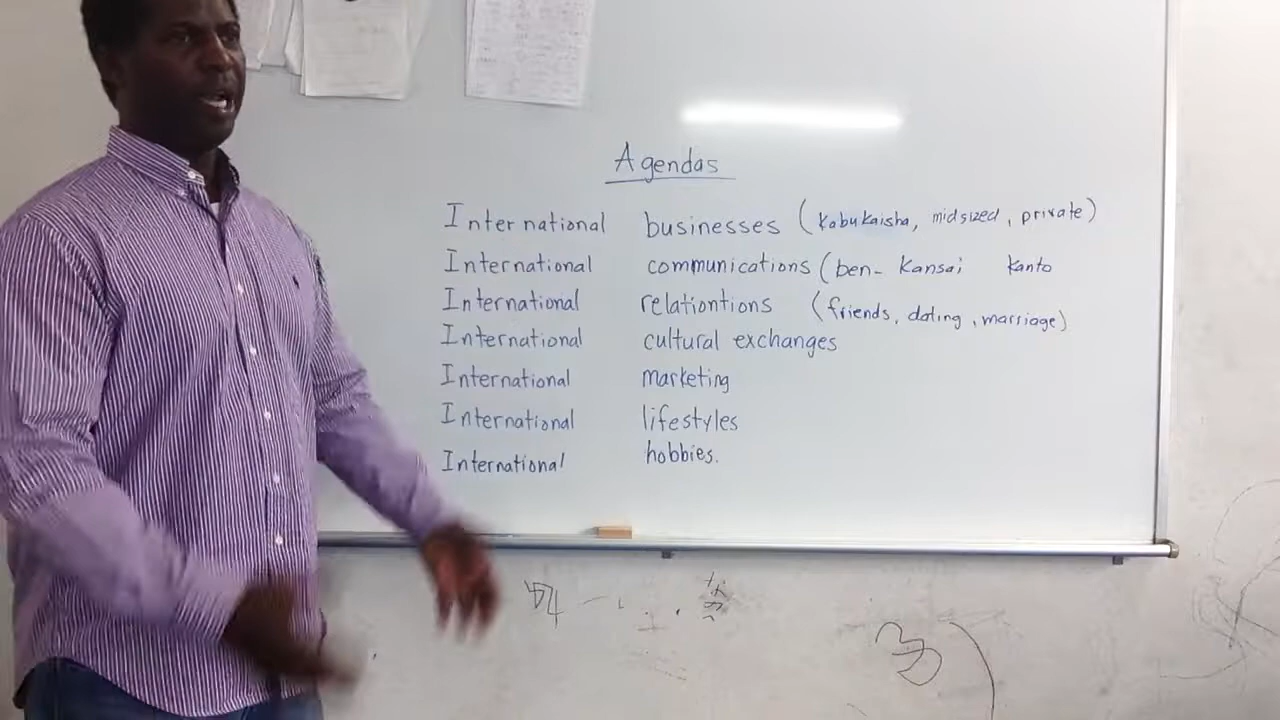 Agendas
International businesses (kabukaisha, midsized, private)
International communications (ben- Kansai Kanto
International relationtions (friends, dating, marriage)
International cultural exchanges
International marketing
International lifestyles
International hobbies.